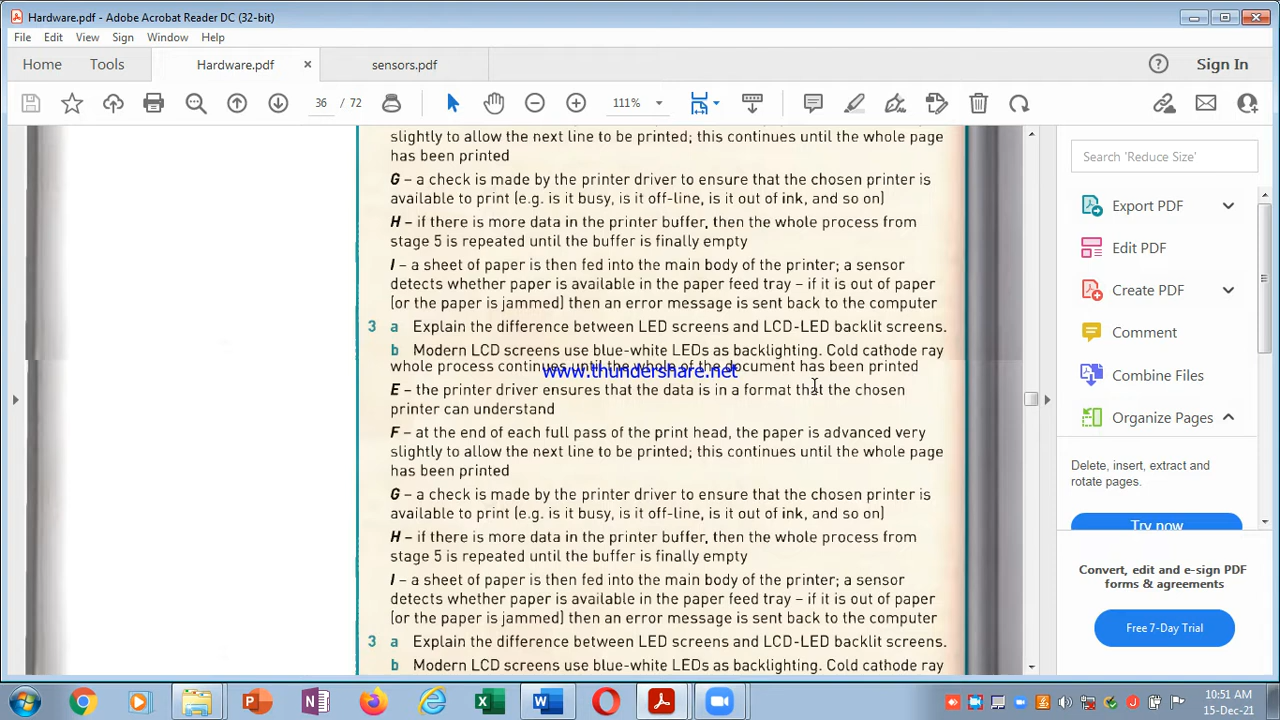 Hardware.pdf - Adobe Acrobat Reader DC (32-bit)
File Edit View Sign Window Help
Home Tools Hardware.pdf × sensors.pdf Sign In
36 / 72 111%
slightly to allow the next line to be printed; this continues until the whole page
has been printed
G – a check is made by the printer driver to ensure that the chosen printer is
available to print (e.g. is it busy, is it off-line, is it out of ink, and so on)
H – if there is more data in the printer buffer, then the whole process from
stage 5 is repeated until the buffer is finally empty
I – a sheet of paper is then fed into the main body of the printer; a sensor
detects whether paper is available in the paper feed tray – if it is out of paper
(or the paper is jammed) then an error message is sent back to the computer
3 a Explain the difference between LED screens and LCD-LED backlit screens.
b Modern LCD screens use blue-white LEDs as backlighting. Cold cathode ray
whole process continues until the whole of the document has been printed
www.thundershare.net
E – the printer driver ensures that the data is in a format that the chosen
printer can understand
F – at the end of each full pass of the print head, the paper is advanced very
slightly to allow the next line to be printed; this continues until the whole page
has been printed
G – a check is made by the printer driver to ensure that the chosen printer is
available to print (e.g. is it busy, is it off-line, is it out of ink, and so on)
H – if there is more data in the printer buffer, then the whole process from
stage 5 is repeated until the buffer is finally empty
I – a sheet of paper is then fed into the main body of the printer; a sensor
detects whether paper is available in the paper feed tray – if it is out of paper
(or the paper is jammed) then an error message is sent back to the computer
3 a Explain the difference between LED screens and LCD-LED backlit screens.
b Modern LCD screens use blue-white LEDs as backlighting. Cold cathode ray
Search 'Reduce Size'
Export PDF
Edit PDF
Create PDF
Comment
Combine Files
Organize Pages
Delete, insert, extract and
rotate pages.
Try now
Convert, edit and e-sign PDF
forms & agreements
Free 7-Day Trial
10:51 AM
15-Dec-21